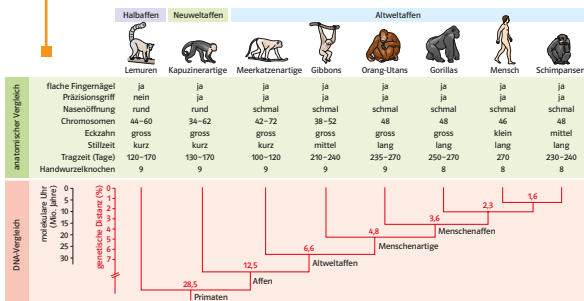 Halbaffen Neuweltaffen Altweltaffen
Lemuren Kapuzinerartige Meerkatzenartige Gibbons Orang-Utans Gorillas Mensch Schimpansen
anatomischer Vergleich
flache Fingernägel ja ja ja ja ja ja ja ja
Präzisionsgriff nein ja ja ja ja ja ja ja
Nasenöffnung rund rund schmal schmal schmal schmal schmal schmal
Chromosomen 44–60 34–62 42–72 38–52 48 48 46 48
Eckzahn gross gross gross gross gross gross klein mittel
Stillzeit kurz kurz kurz mittel lang lang lang lang
Tragzeit (Tage) 120–170 130–170 100–120 210–240 235–270 250–270 270 230–240
Handwurzelknochen 9 9 9 9 9 8 8 8
DNA-Vergleich
molekulare Uhr
(Mio. Jahre)
0
5
10
15
20
25
30
genetische Distanz (%)
0
1
2
3
4
5
6
7
1,6
2,3
3,6
Menschenaffen
4,8
Menschenartige
6,6
Altweltaffen
12,5
Affen
28,5
Primaten